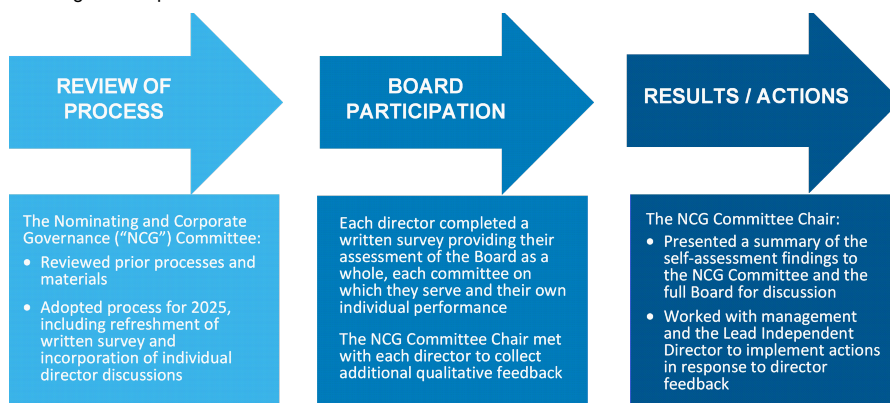 REVIEW OF
PROCESS
The Nominating and Corporate
Governance (“NCG”) Committee:
• Reviewed prior processes and
materials
• Adopted process for 2025,
including refreshment of
written survey and
incorporation of individual
director discussions
BOARD
PARTICIPATION
Each director completed a
written survey providing their
assessment of the Board as a
whole, each committee on
which they serve and their own
individual performance
The NCG Committee Chair met
with each director to collect
additional qualitative feedback
RESULTS / ACTIONS
The NCG Committee Chair:
• Presented a summary of the
self-assessment findings to
the NCG Committee and the
full Board for discussion
• Worked with management
and the Lead Independent
Director to implement actions
in response to director
feedback